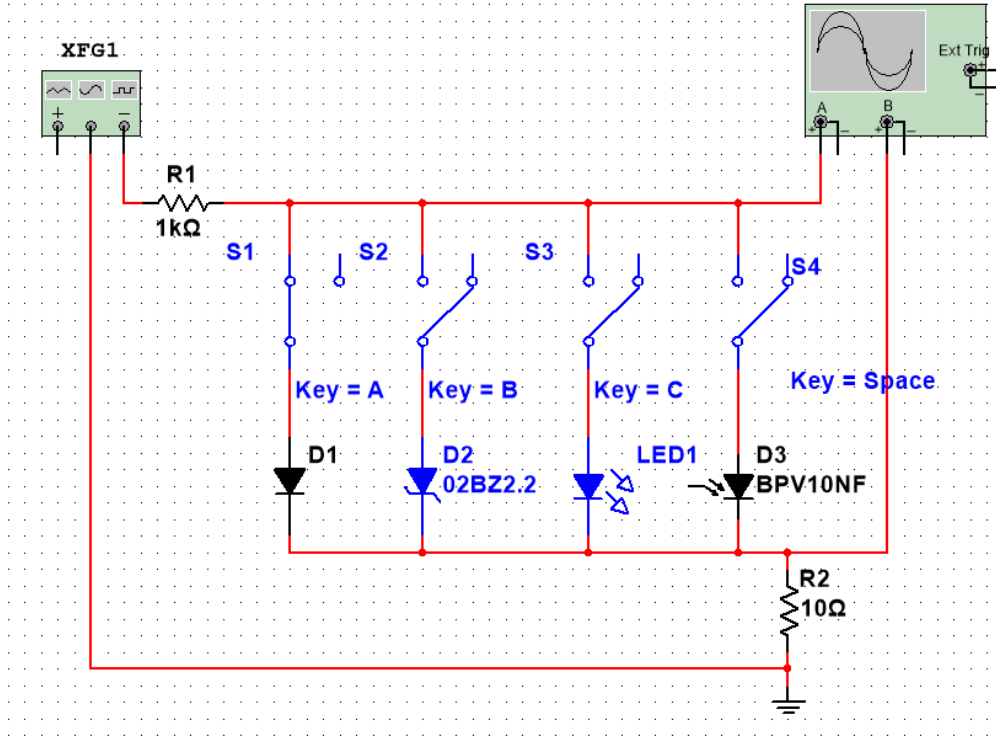 XFG1
+
−
R1
1kΩ
Ext Trig
+
−
A
B
+
−
+
−
S1
S2
S3
S4
Key = A
Key = B
Key = C
Key = Space
D1
D2
02BZ2.2
LED1
D3
BPV10NF
R2
10Ω